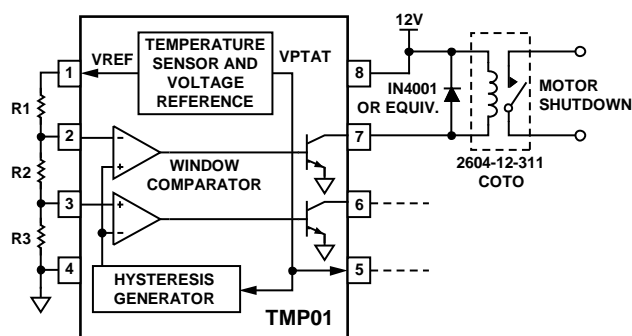 12V
TEMPERATURE
SENSOR AND
VOLTAGE
REFERENCE
VREF
VPTAT
1
8
R1
IN4001
OR EQUIV.
MOTOR
SHUTDOWN
2
7
R2
WINDOW
COMPARATOR
2604-12-311
COTO
3
6
R3
4
HYSTERESIS
GENERATOR
5
TMP01